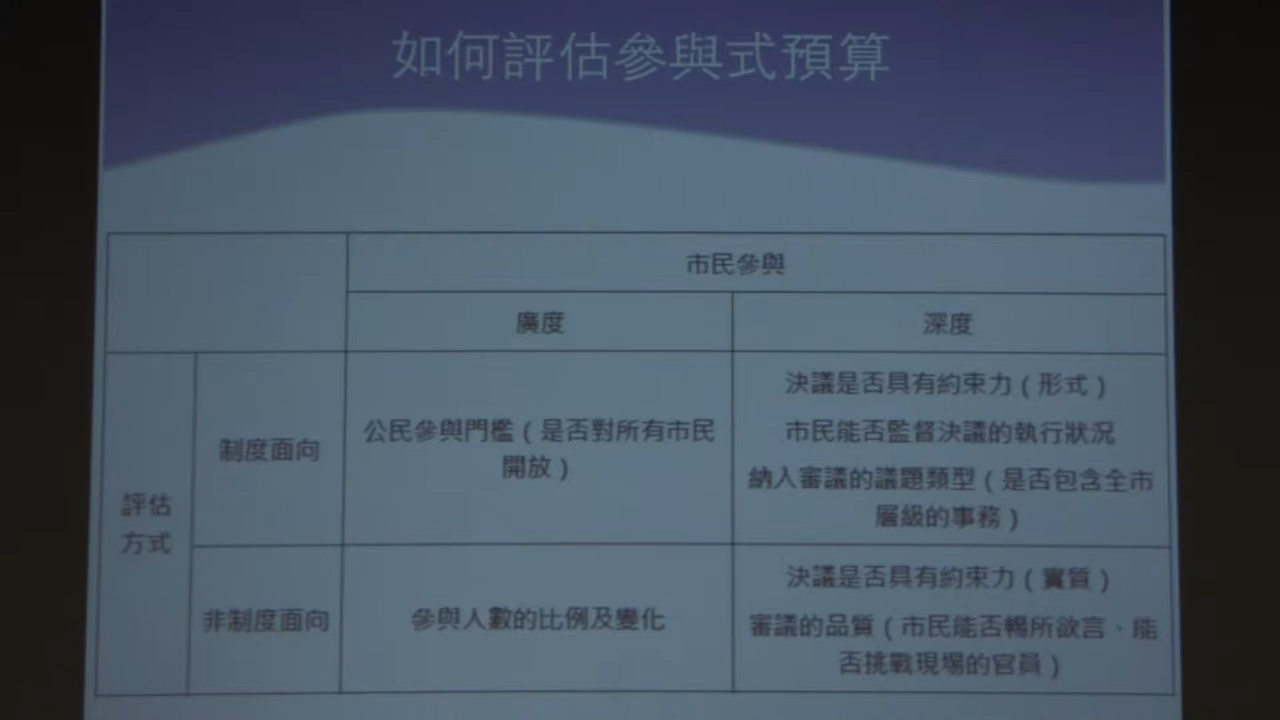 如何評估參與式預算
市民參與
廣度
深度
評估
方式
制度面向
公民參與門檻(是否對所有市民
開放)
決議是否具有約束力(形式)
市民能否監督決議的執行狀況
納入審議的議題類型(是否包含全市
層級的事務)
非制度面向
參與人數的比例及變化
決議是否具有約束力(實質)
審議的品質(市民能否暢所欲言、能
否挑戰現場的官員)